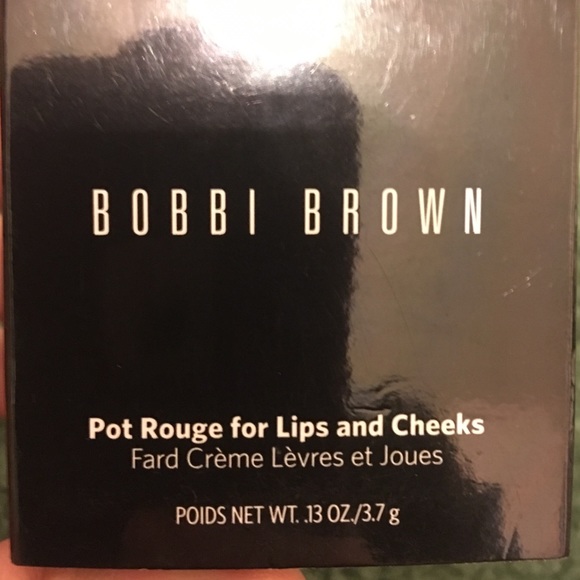 BOBBI BROWN
Pot Rouge for Lips and Cheeks
Fard Crème Lèvres et Joues
POIDS NET WT. .13 OZ./3.7 g